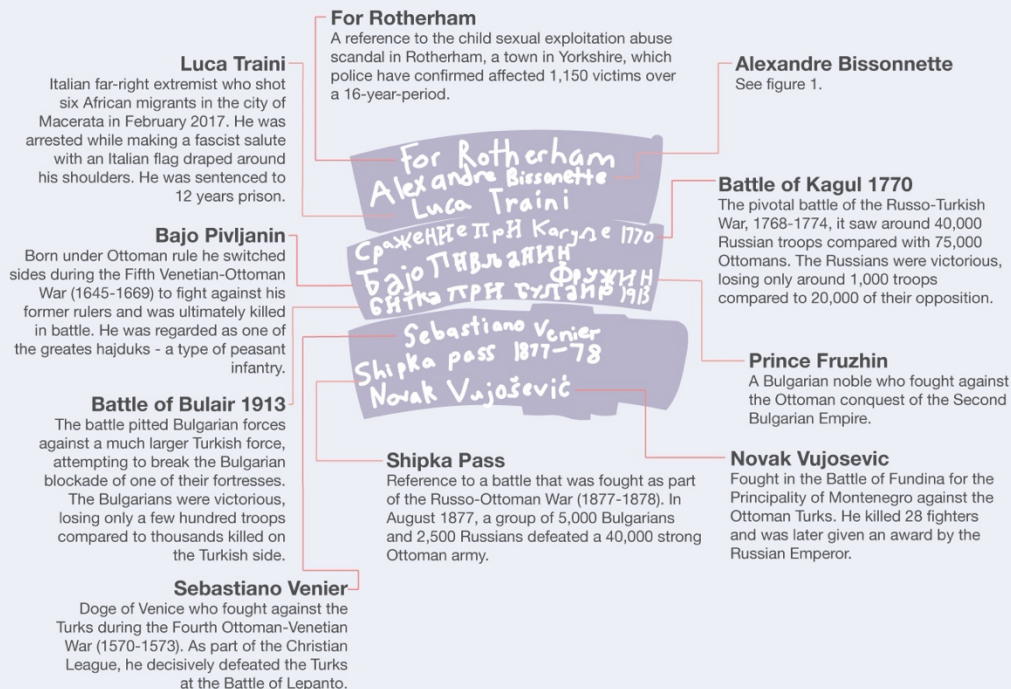 For Rotherham
A reference to the child sexual exploitation abuse
scandal in Rotherham, a town in Yorkshire, which
police have confirmed affected 1,150 victims over
a 16-year-period.
Luca Traini
Italian far-right extremist who shot
six African migrants in the city of
Macerata in February 2017. He was
arrested while making a fascist salute
with an Italian flag draped around
his shoulders. He was sentenced to
12 years prison.
Alexandre Bissonnette
See figure 1.
For Rotherham
Alexandre Bissonette
Luca Traini
Сражение при Кагуле 1770
Бајо Пивљанин
Фружин
Битка при Булаир 1913
Sebastiano Venier
Shipka pass 1877-78
Novak Vujošević
Battle of Kagul 1770
The pivotal battle of the Russo-Turkish
War, 1768-1774, it saw around 40,000
Russian troops compared with 75,000
Ottomans. The Russians were victorious,
losing only around 1,000 troops
compared to 20,000 of their opposition.
Bajo Pivljanin
Born under Ottoman rule he switched
sides during the Fifth Venetian-Ottoman
War (1645-1669) to fight against his
former rulers and was ultimately killed
in battle. He was regarded as one of
the greates hajduks - a type of peasant
infantry.
Prince Fruzhin
A Bulgarian noble who fought against
the Ottoman conquest of the Second
Bulgarian Empire.
Battle of Bulair 1913
The battle pitted Bulgarian forces
against a much larger Turkish force,
attempting to break the Bulgarian
blockade of one of their fortresses.
The Bulgarians were victorious,
losing only a few hundred troops
compared to thousands killed on
the Turkish side.
Shipka Pass
Reference to a battle that was fought as
part of the Russo-Ottoman War (1877-1878). In
August 1877, a group of 5,000 Bulgarians
and 2,500 Russians defeated a 40,000 strong
Ottoman army.
Novak Vujosevic
Fought in the Battle of Fundina for the
Principality of Montenegro against the
Ottoman Turks. He killed 28 fighters
and was later given an award by the
Russian Emperor.
Sebastiano Venier
Doge of Venice who fought against the
Turks during the Fourth Ottoman-Venetian
War (1570-1573). As part of the Christian
League, he decisively defeated the Turks
at the Battle of Lepanto.